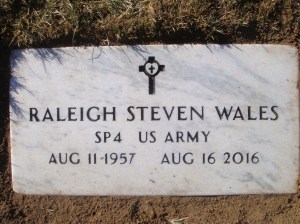 RALEIGH STEVEN WALES
SP4 US ARMY
AUG 11 1957 AUG 16 2016